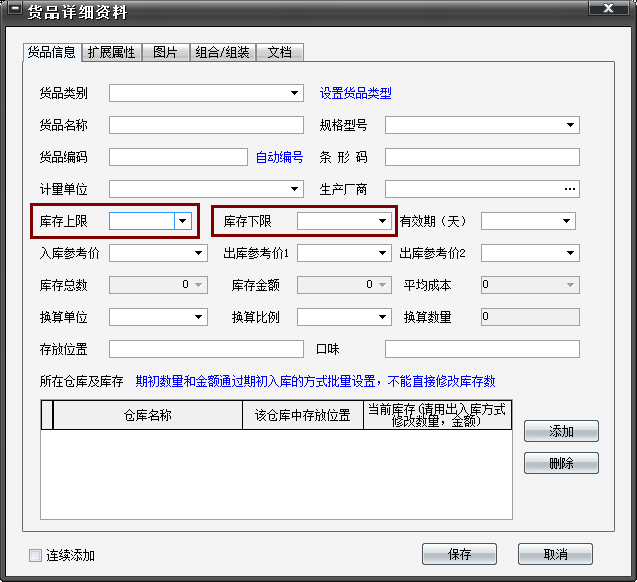 货品详细资料
货品信息 扩展属性 图片 组合/组装 文档
货品类别 设置货品类型
货品名称 规格型号
货品编码 自动编号 条 形 码
计量单位 生产厂商 ...
库存上限 库存下限 有效期（天）
入库参考价 出库参考价1 出库参考价2
库存总数 0 库存金额 0 平均成本 0
换算单位 换算比例 换算数量 0
存放位置 口味
所在仓库及库存 期初数量和金额通过期初入库的方式批量设置，不能直接修改库存数
仓库名称 该仓库中存放位置 当前库存(请用出入库方式
修改数量，金额)
添加
删除
连续添加 保存 取消